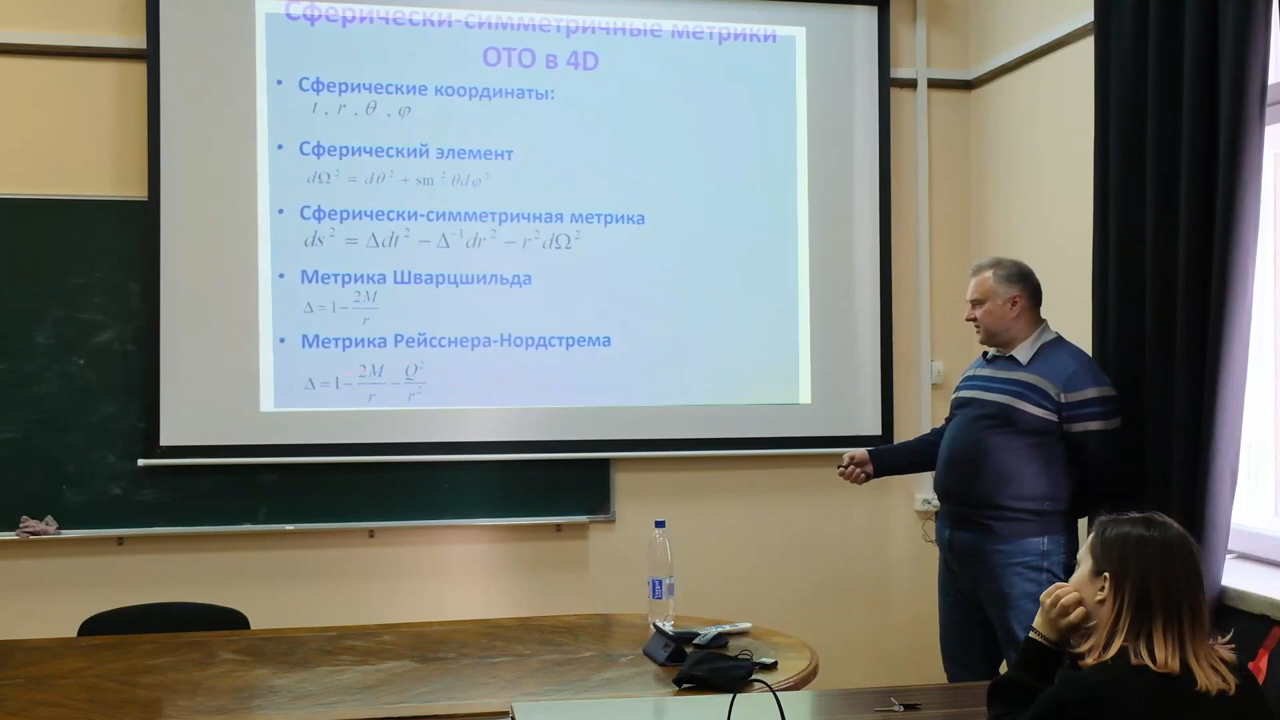 Сферически-симметричные метрики
ОТО в 4D
• Сферические координаты:
t , r , θ , φ
• Сферический элемент
dΩ² = dθ² + sin² θdφ²
• Сферически-симметричная метрика
ds² = Δdt² − Δ⁻¹dr² − r²dΩ²
• Метрика Шварцшильда
Δ = 1 − 2M/r
• Метрика Рейсснера-Нордстрема
Δ = 1 − 2M/r − Q²/r²